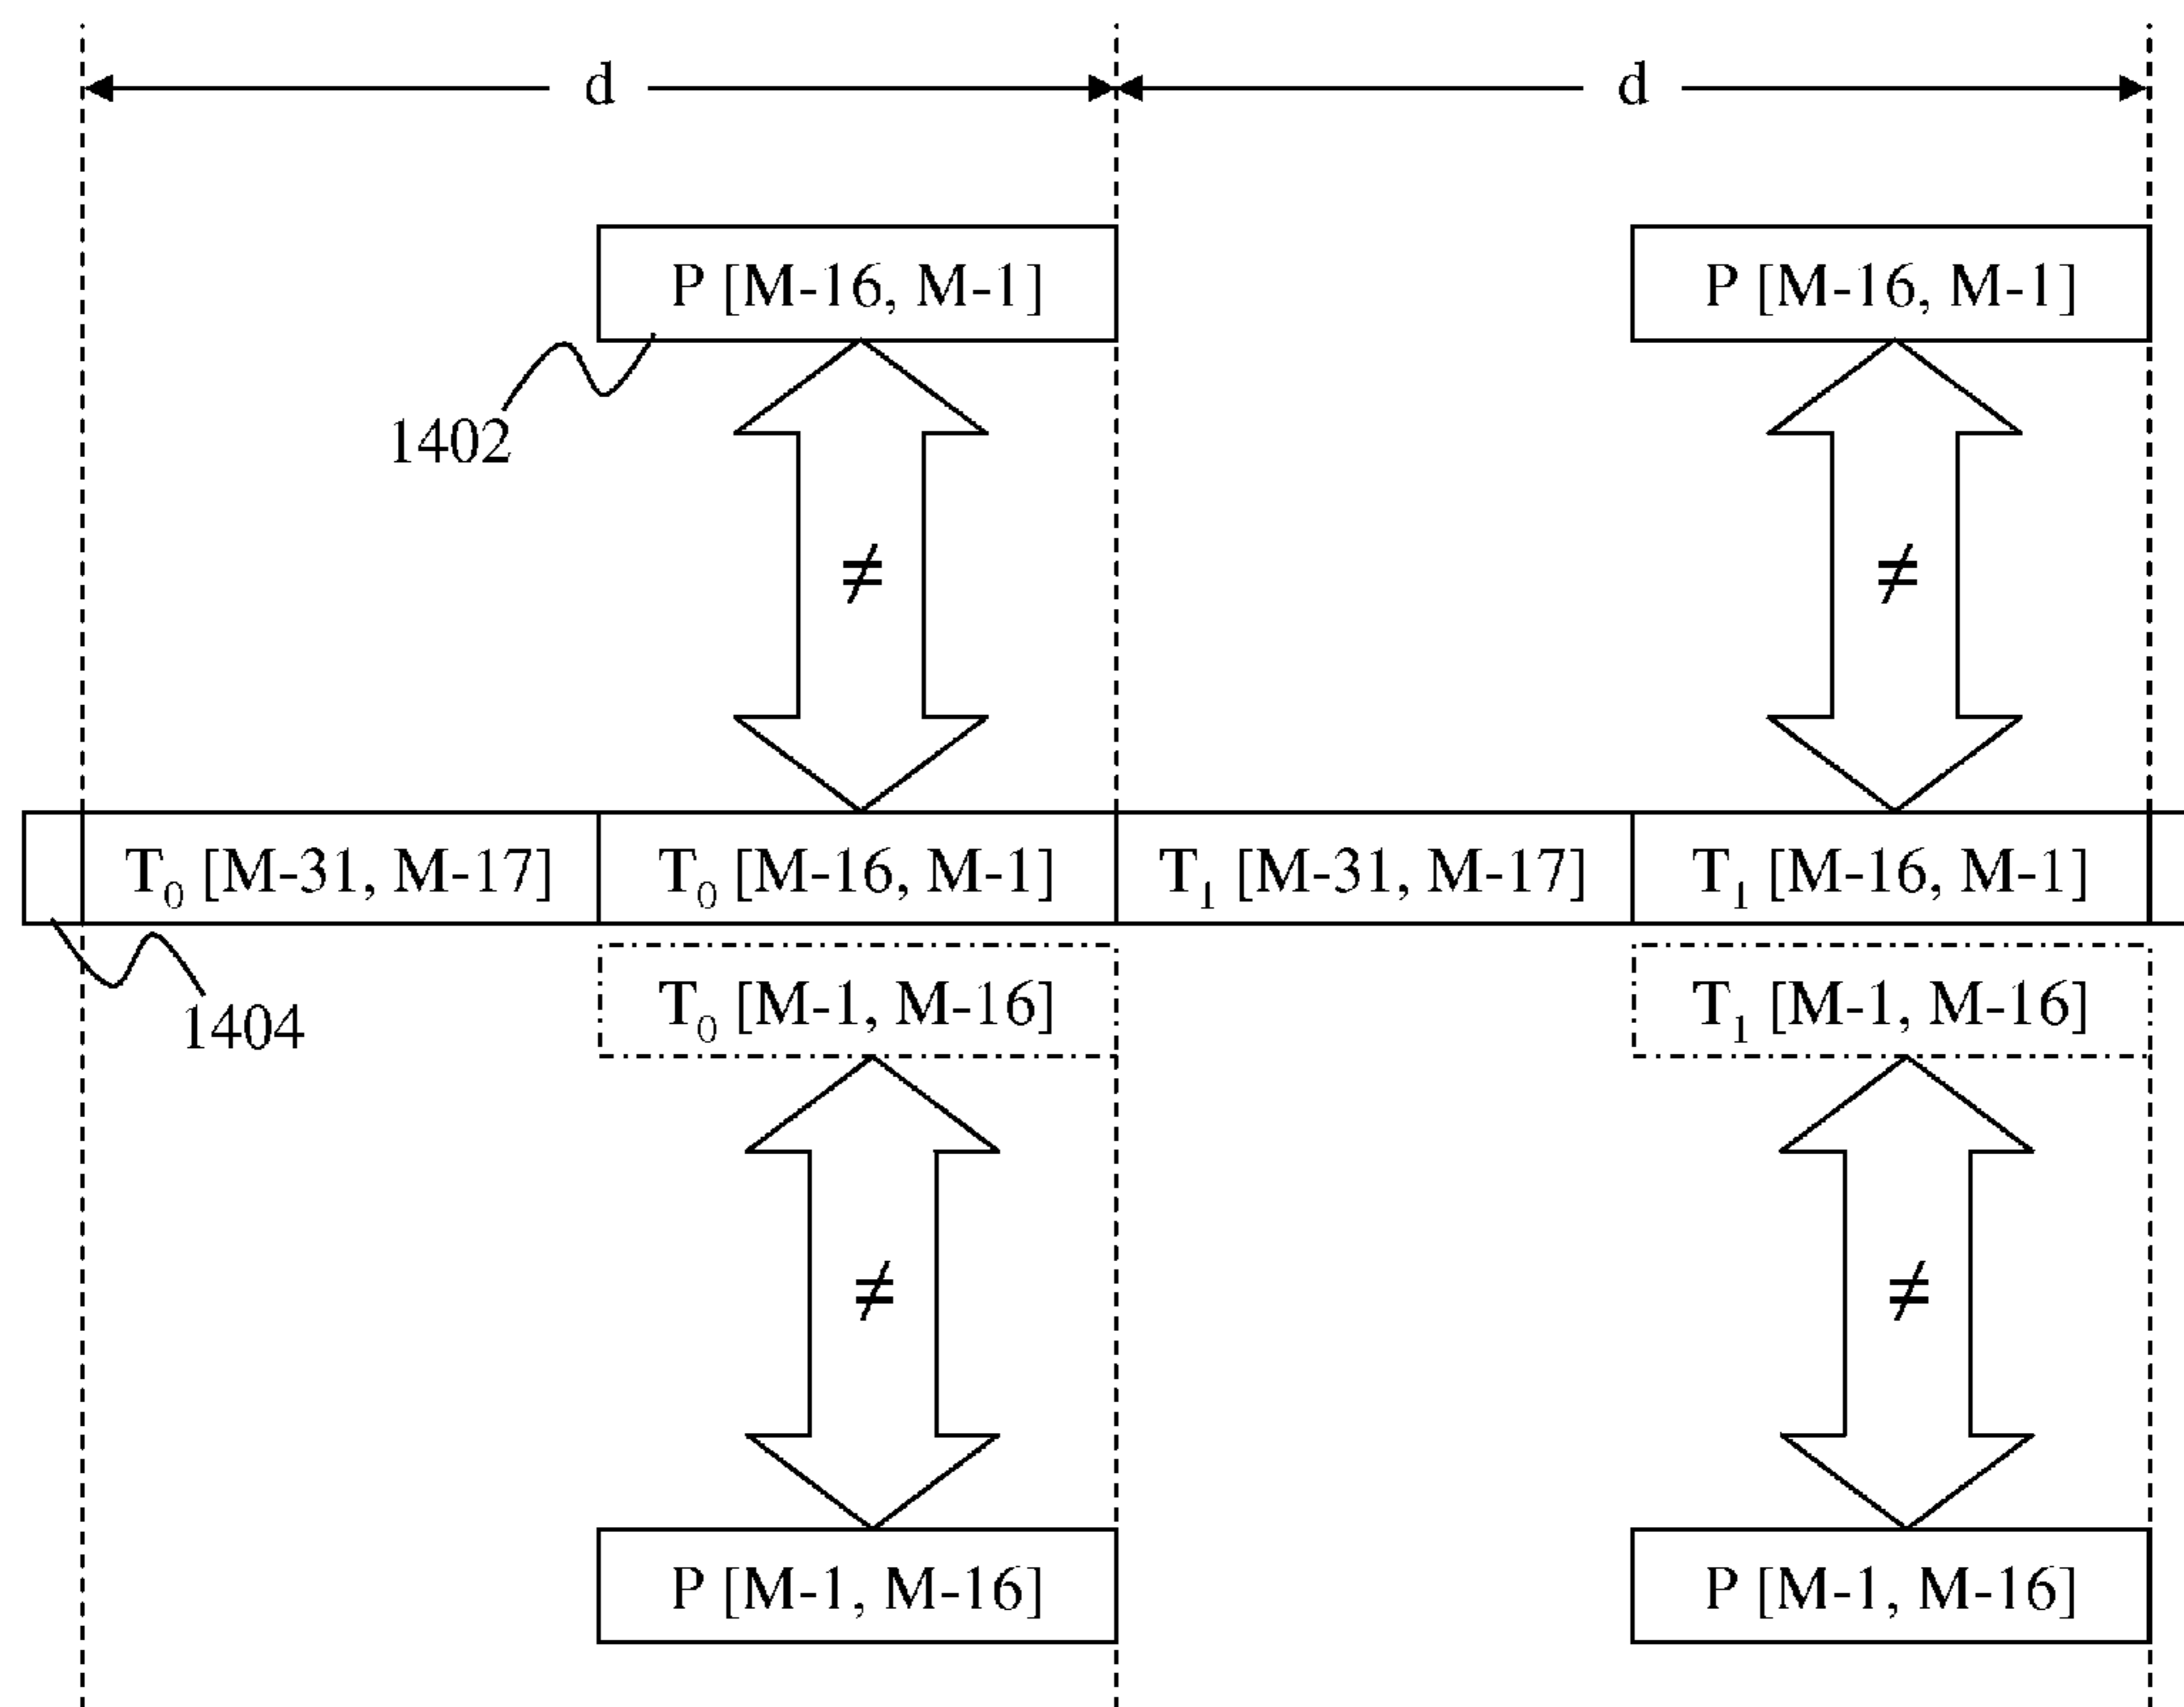 d d
P [M-16, M-1] P [M-16, M-1]
1402
≠ ≠
T₀ [M-31, M-17] T₀ [M-16, M-1] T₁ [M-31, M-17] T₁ [M-16, M-1]
T₀ [M-1, M-16] T₁ [M-1, M-16]
1404
≠ ≠
P [M-1, M-16] P [M-1, M-16]